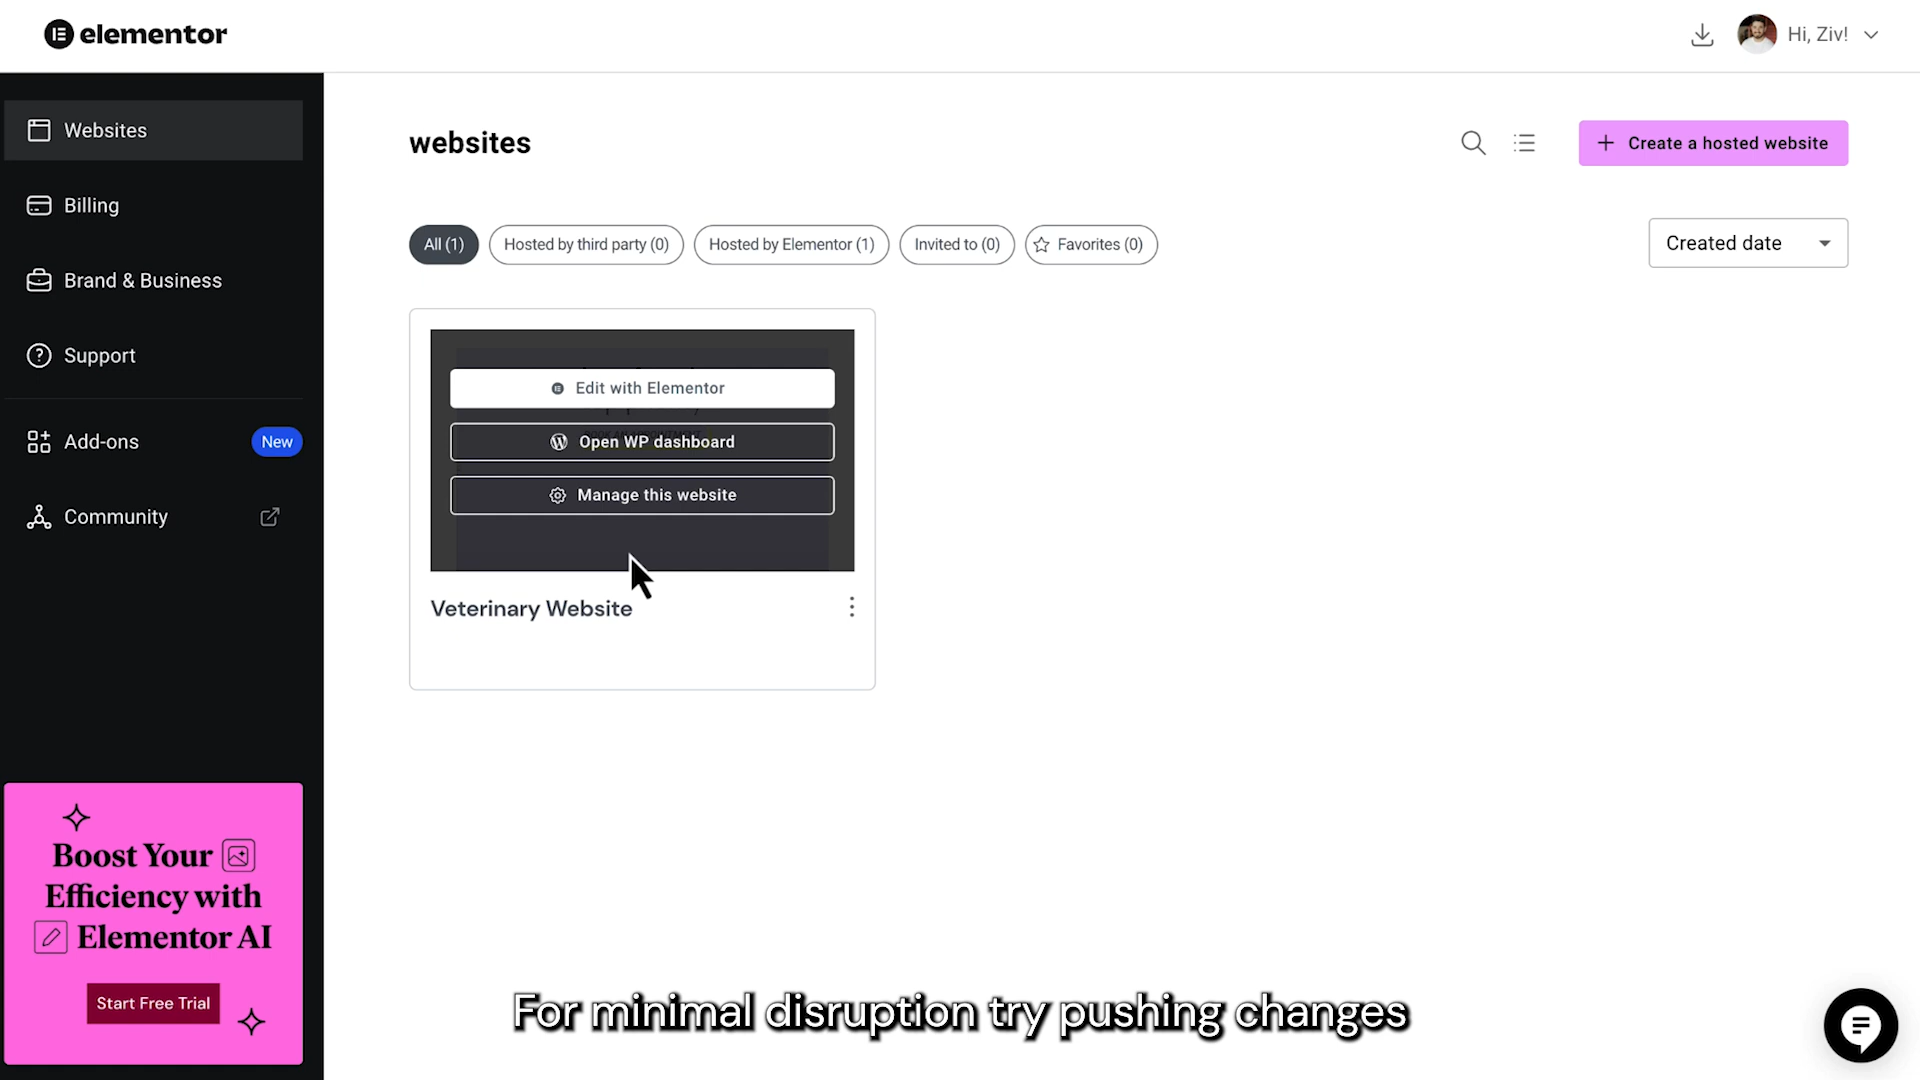 elementor
Hi, Ziv!
Websites
Billing
Brand & Business
Support
Add-ons
New
Community
Boost Your
Efficiency with
Elementor AI
Start Free Trial
websites
Create a hosted website
All (1)
Hosted by third party (0)
Hosted by Elementor (1)
Invited to (0)
Favorites (0)
Created date
Edit with Elementor
Open WP dashboard
Manage this website
Veterinary Website
For minimal disruption try pushing changes